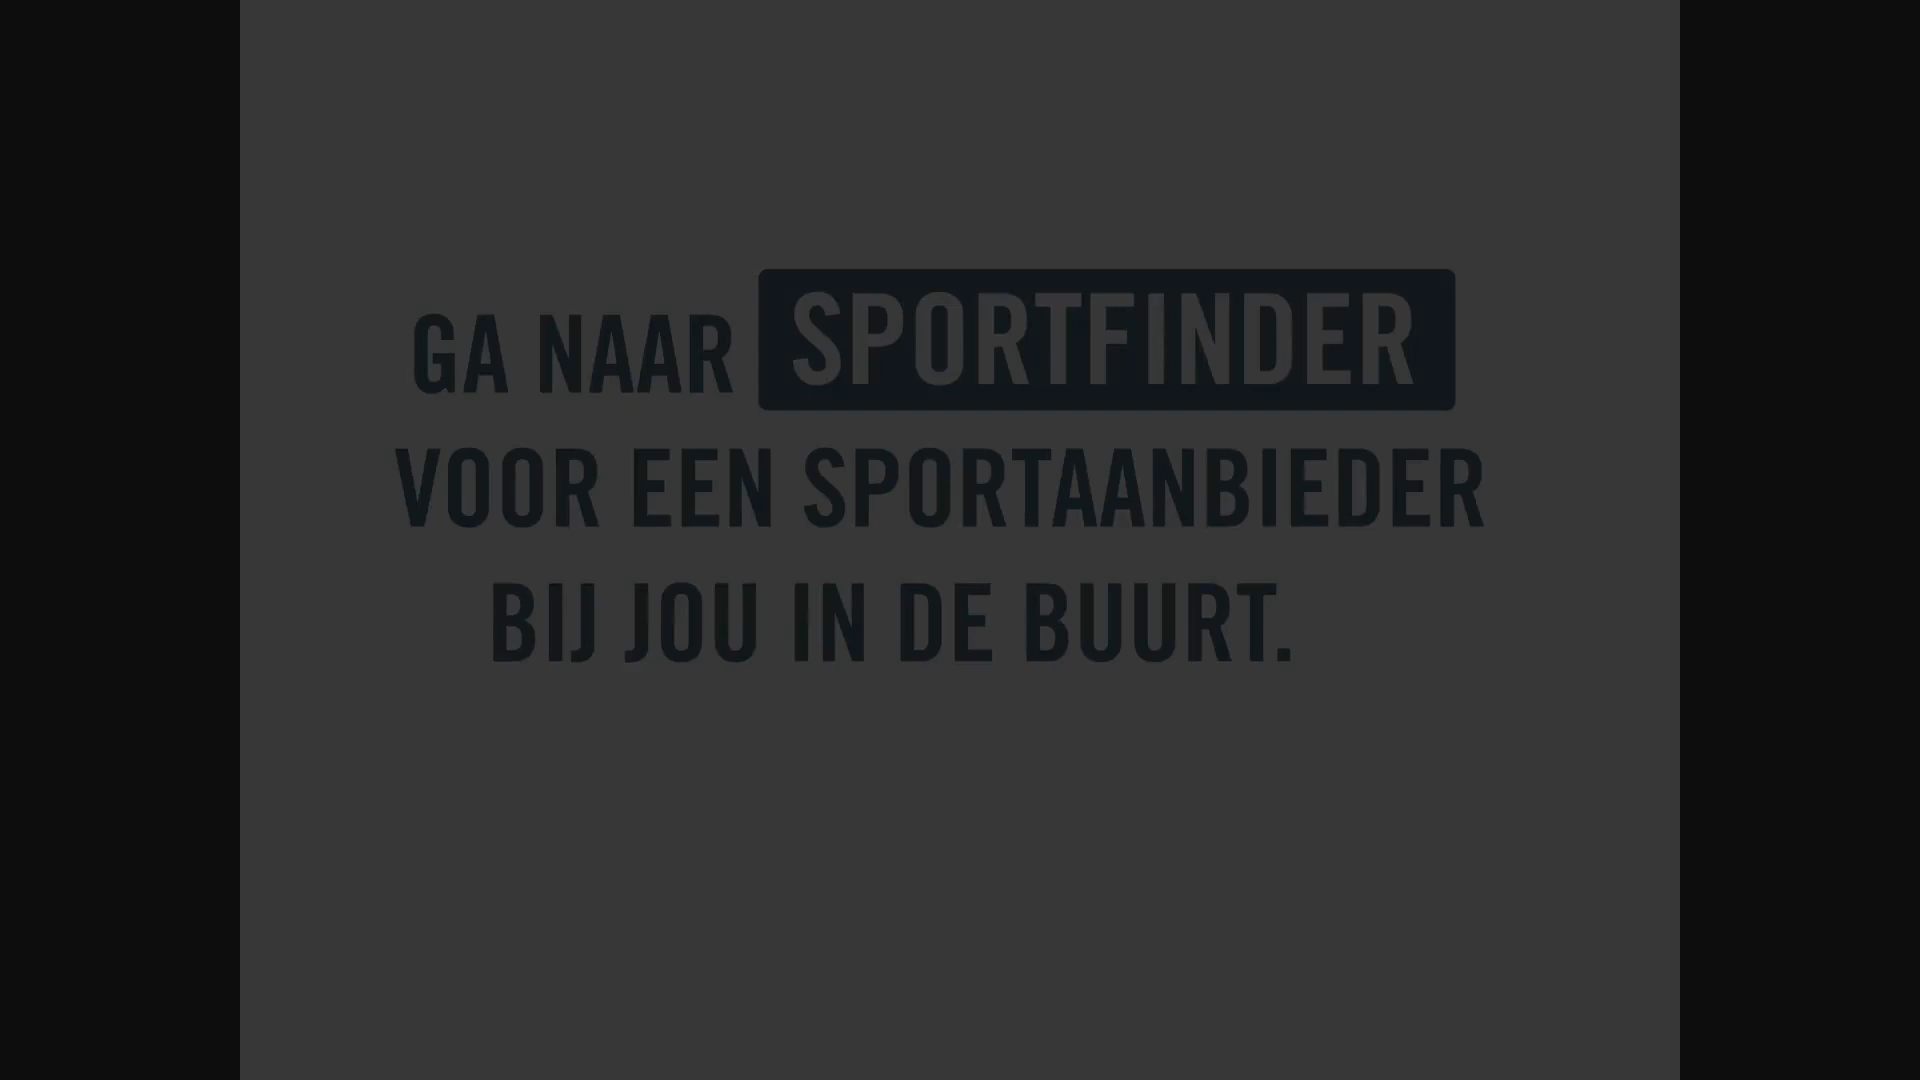 GA NAAR SPORTFINDER
VOOR EEN SPORTAANBIEDER
BIJ JOU IN DE BUURT.